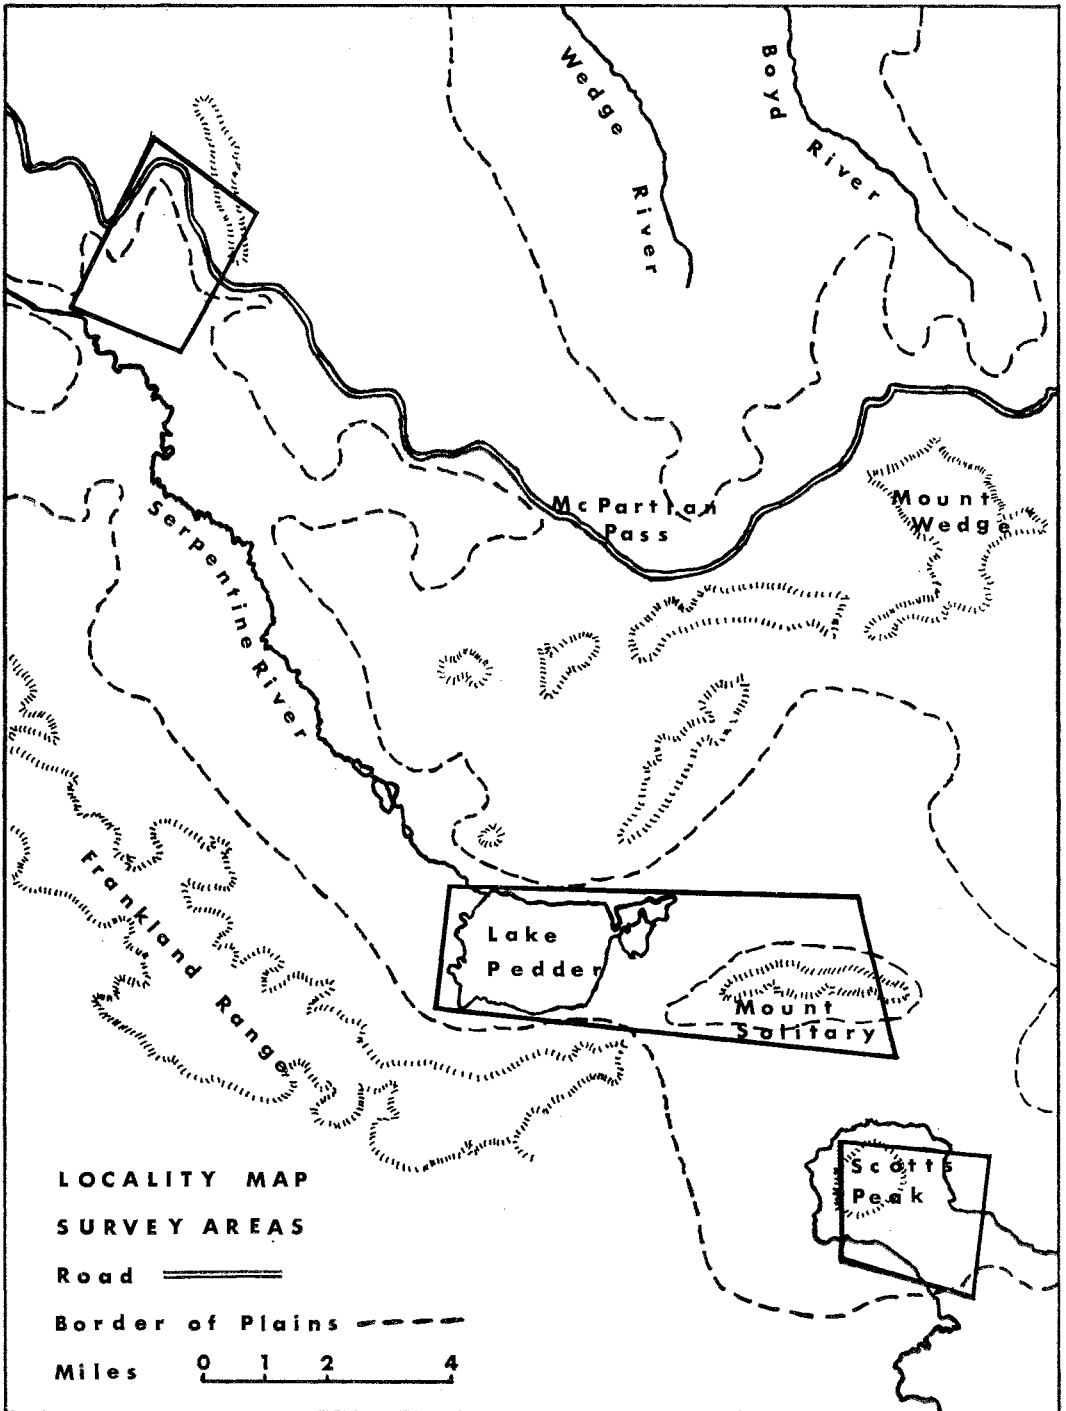 Wedge
River
Boyd
River
McPartlan
Pass
Mount
Wedge
Serpentine River
Frankland Range
Lake
Pedder
Mount
Solitary
Scotts
Peak
LOCALITY MAP
SURVEY AREAS
Road
Border of Plains
Miles 0 1 2 4